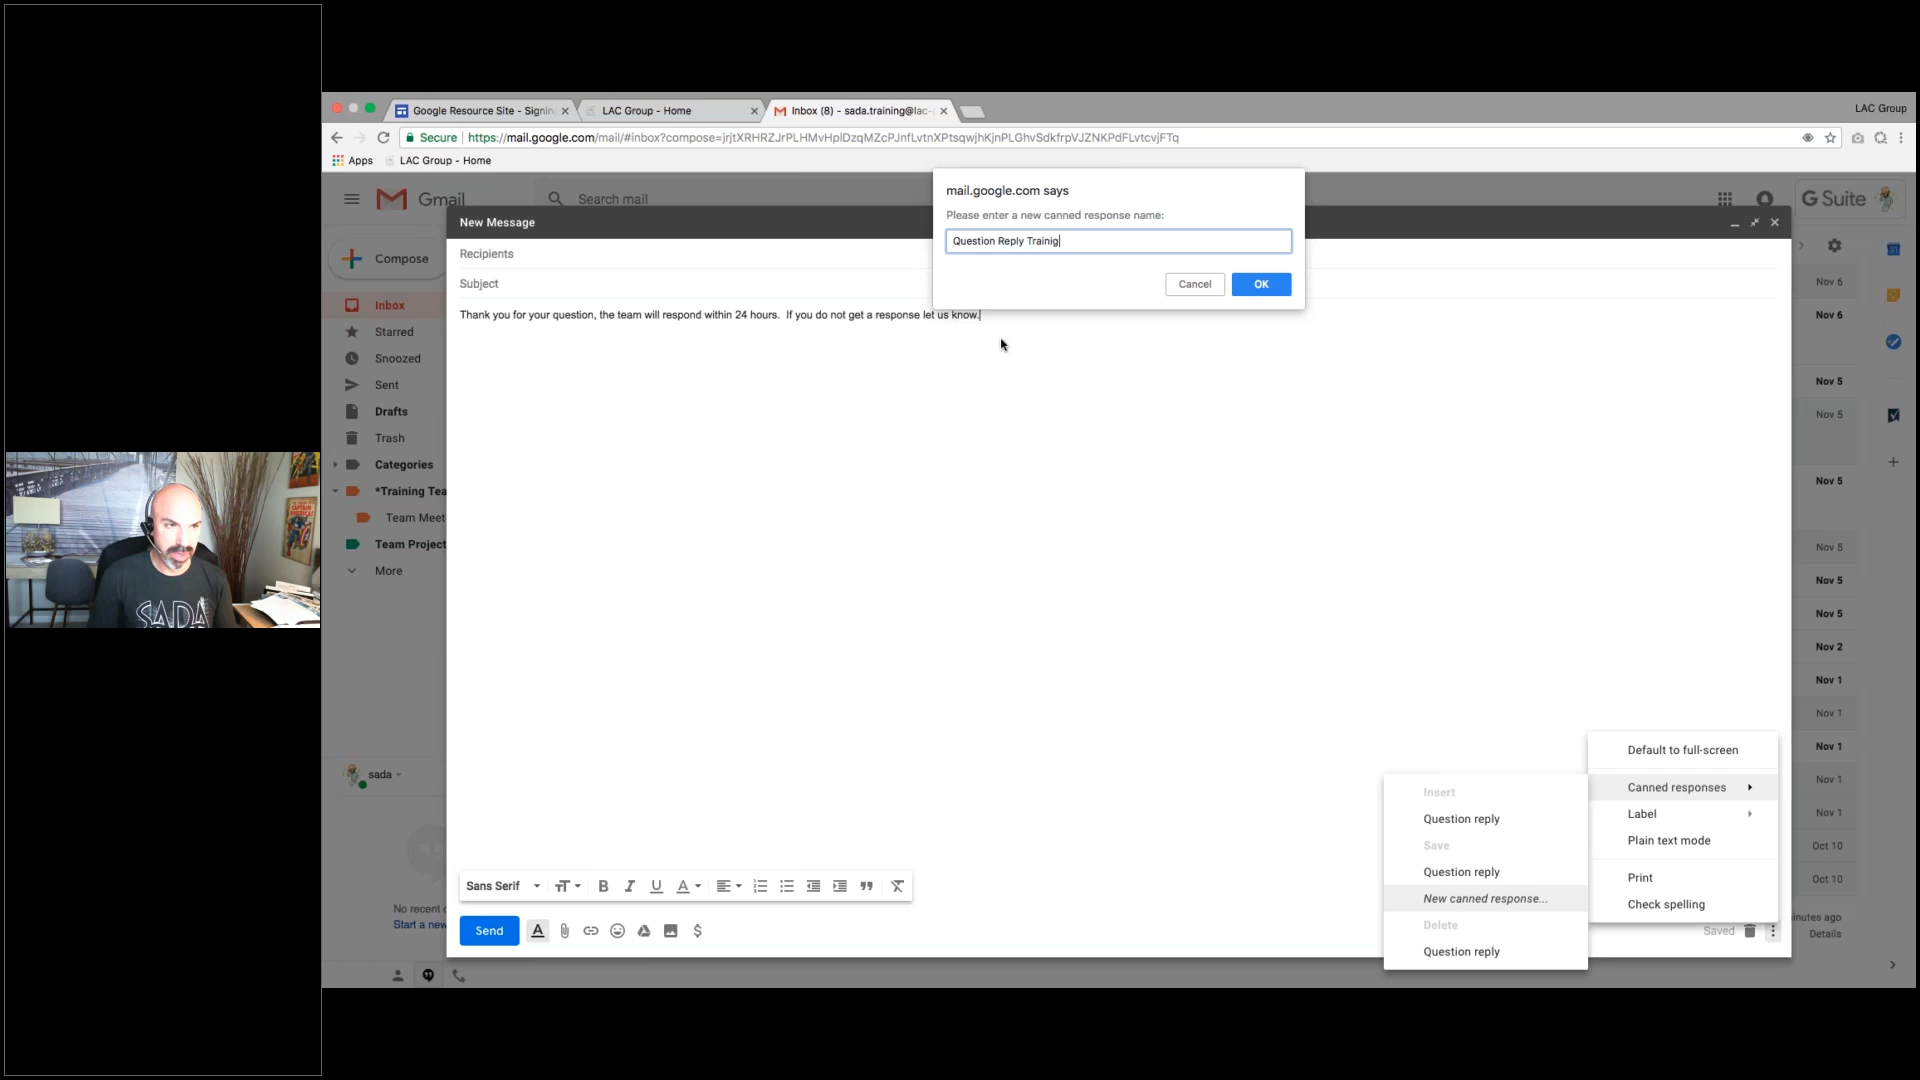 Google Resource Site - Signin
LAC Group - Home
Inbox (8) - sada.training@lac-
LAC Group
Secure
https://mail.google.com/mail/#inbox?compose=jrjtXRHRZJrPLHMvHplDzqMZcPJnfLvtnXPtsqwjhKjnPLGhvSdkfrpVJZNKPdFLvtcvjFTq
Apps
LAC Group - Home
Gmail
Search mail
G Suite
mail.google.com says
Please enter a new canned response name:
Question Reply Trainig
Cancel
OK
New Message
Recipients
Subject
Thank you for your question, the team will respond within 24 hours.  If you do not get a response let us know.
Compose
Inbox
Starred
Snoozed
Sent
Drafts
Trash
Categories
*Training Tea
Team Meet
Team Project
More
sada
No recent c
Start a new
Nov 6
Nov 6
Nov 5
Nov 5
Nov 5
Nov 5
Nov 5
Nov 5
Nov 2
Nov 1
Nov 1
Nov 1
Nov 1
Nov 1
Oct 10
Oct 10
inutes ago
Details
Default to full-screen
Canned responses
Label
Plain text mode
Print
Check spelling
Insert
Question reply
Save
Question reply
New canned response...
Delete
Question reply
Sans Serif
Send
Saved
SADA
CAPTAIN AMERICA